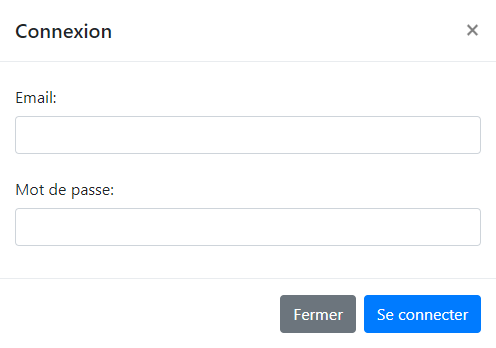 Connexion ×
Email:
Mot de passe:
Fermer Se connecter